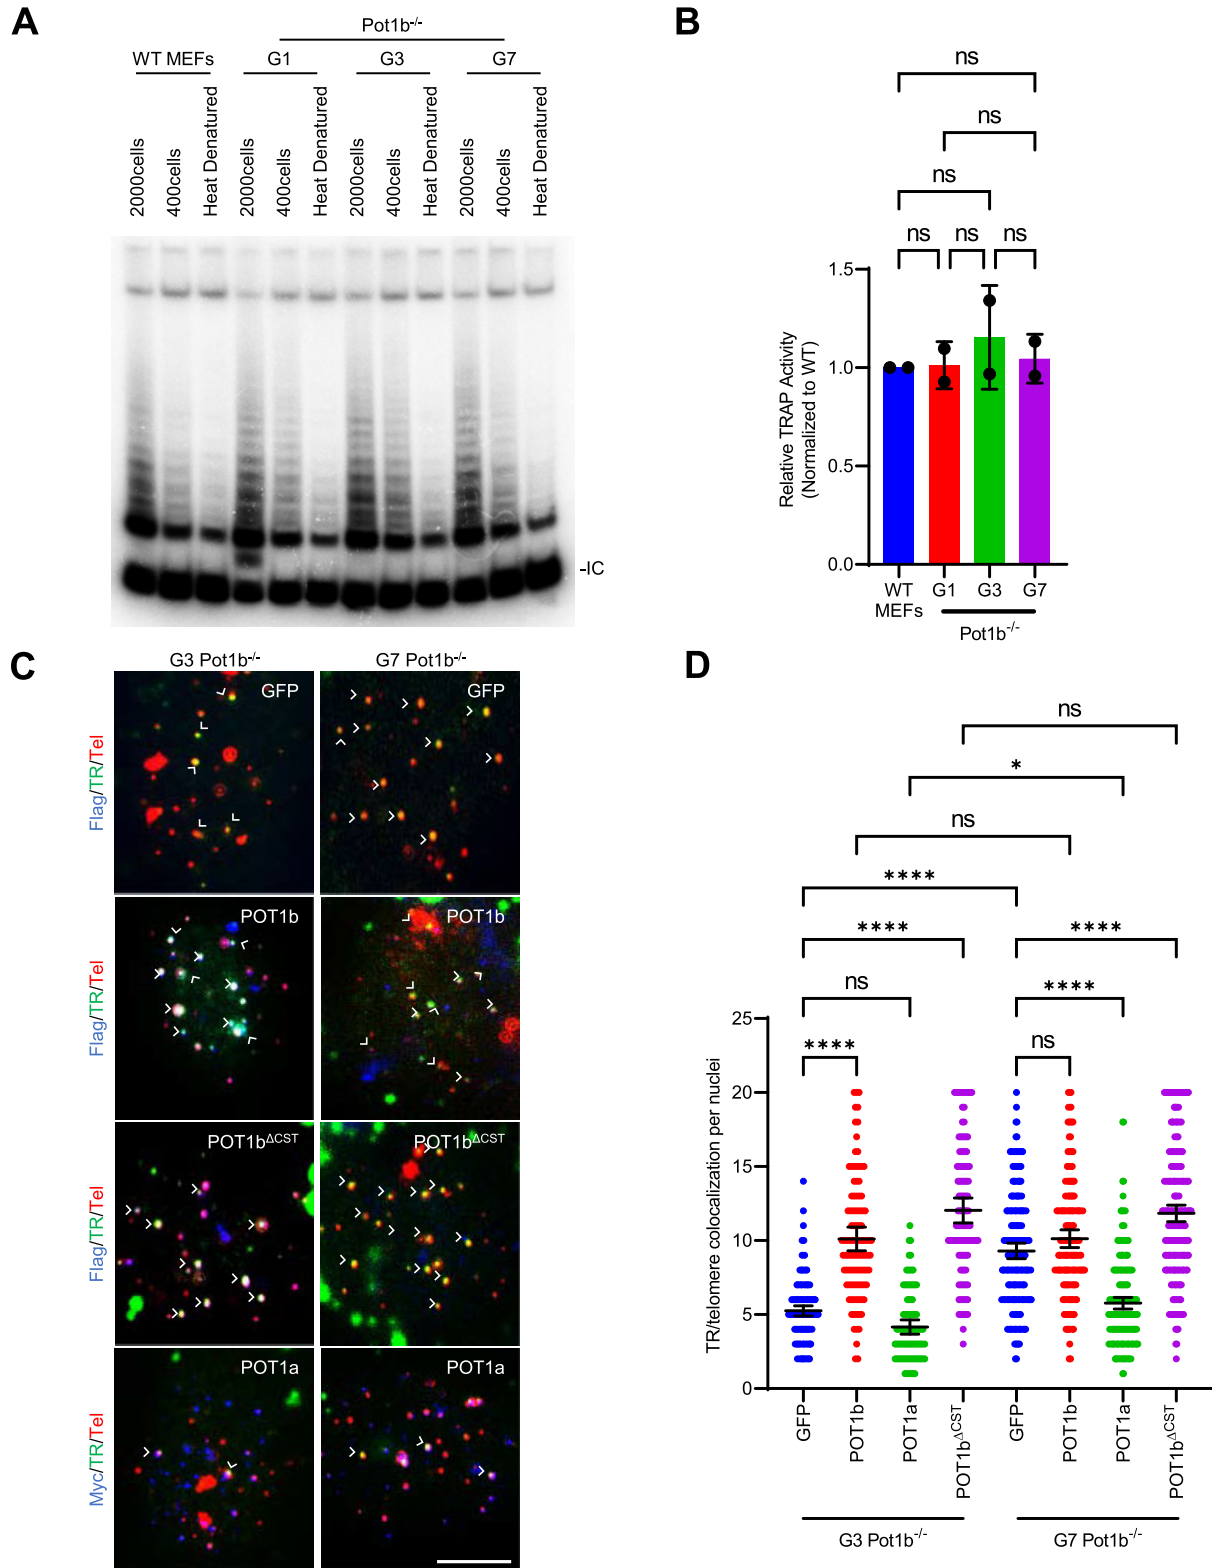 A
Pot1b-/-
WT MEFs G1 G3 G7
2000cells 400cells Heat Denatured 2000cells 400cells Heat Denatured 2000cells 400cells Heat Denatured 2000cells 400cells Heat Denatured
-IC
B
ns
ns
ns
ns ns ns
Relative TRAP Activity
(Normalized to WT)
1.5
1.0
0.5
0.0
WT MEFs G1 G3 G7
Pot1b-/-
C
G3 Pot1b-/- G7 Pot1b-/-
Flag/TR/Tel GFP GFP
Flag/TR/Tel POT1b POT1b
Flag/TR/Tel POT1bΔCST POT1bΔCST
Myc/TR/Tel POT1a POT1a
D
ns
*
ns
****
**** ****
ns ****
**** ns
TR/telomere colocalization per nuclei
25
20
15
10
5
0
GFP POT1b POT1a POT1bΔCST GFP POT1b POT1a POT1bΔCST
G3 Pot1b-/- G7 Pot1b-/-